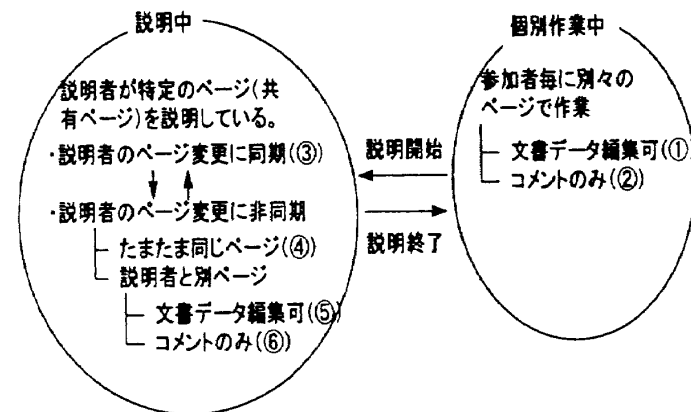 説明中
説明者が特定のページ(共
有ページ)を説明している。
・説明者のページ変更に同期(③)
・説明者のページ変更に非同期
たまたま同じページ(④)
説明者と別ページ
文書データ編集可(⑤)
コメントのみ(⑥)
説明開始
説明終了
個別作業中
参加者毎に別々の
ページで作業
文書データ編集可(①)
コメントのみ(②)